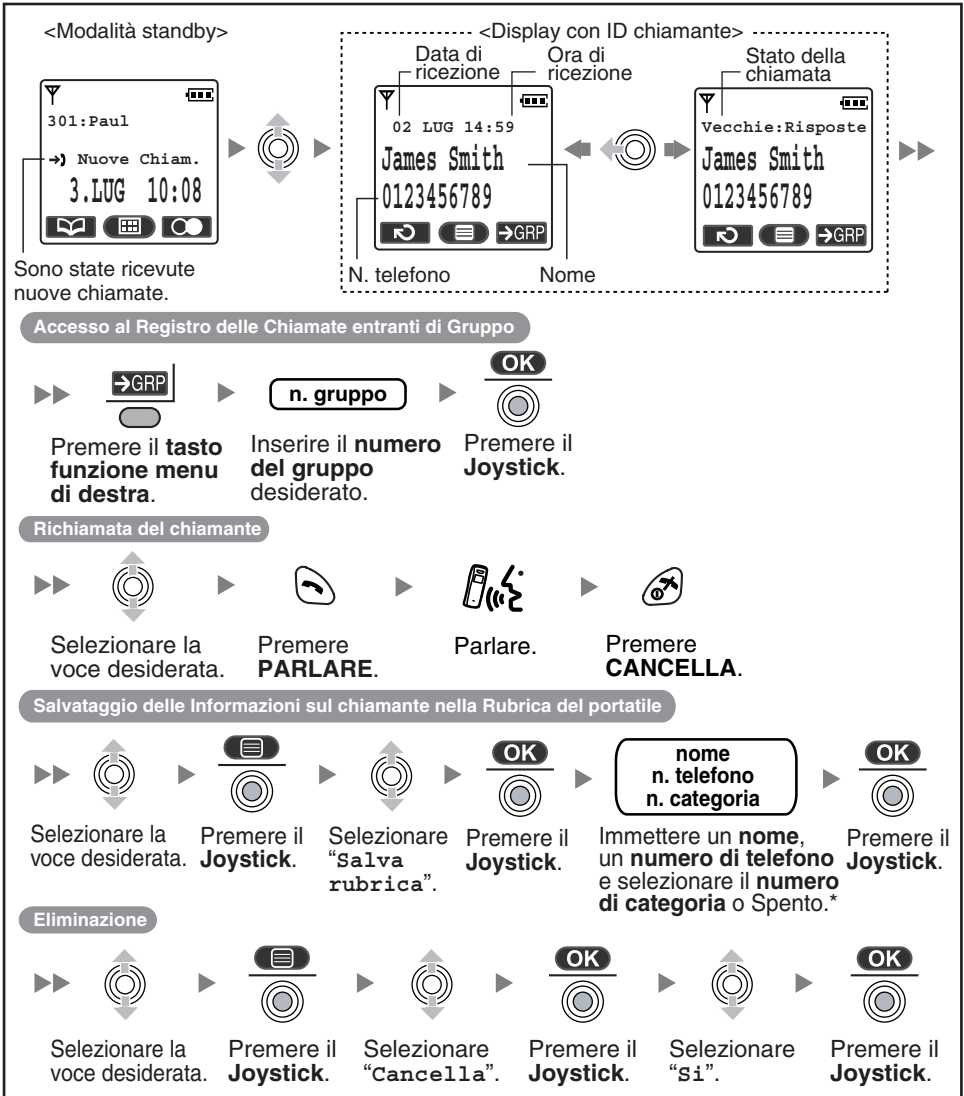 <Modalità standby>
<Display con ID chiamante>
Data di
ricezione
Ora di
ricezione
Stato della
chiamata
301:Paul
Nuove Chiam.
3.LUG 10:08
02 LUG 14:59
James Smith
0123456789
GRP
Vecchie:Risposte
James Smith
0123456789
GRP
Sono state ricevute
nuove chiamate.
N. telefono
Nome
Accesso al Registro delle Chiamate entranti di Gruppo
GRP
n. gruppo
OK
Premere il tasto
funzione menu
di destra.
Inserire il numero
del gruppo
desiderato.
Premere il
Joystick.
Richiamata del chiamante
Selezionare la
voce desiderata.
Premere
PARLARE.
Parlare.
Premere
CANCELLA.
Salvataggio delle Informazioni sul chiamante nella Rubrica del portatile
OK
nome
n. telefono
n. categoria
OK
Selezionare la
voce desiderata.
Premere il
Joystick.
Selezionare
“Salva
rubrica”.
Premere il
Joystick.
Immettere un nome,
un numero di telefono
e selezionare il numero
di categoria o Spento.*
Premere il
Joystick.
Eliminazione
OK
OK
Selezionare la
voce desiderata.
Premere il
Joystick.
Selezionare
“Cancella”.
Premere il
Joystick.
Selezionare
“Si”.
Premere il
Joystick.